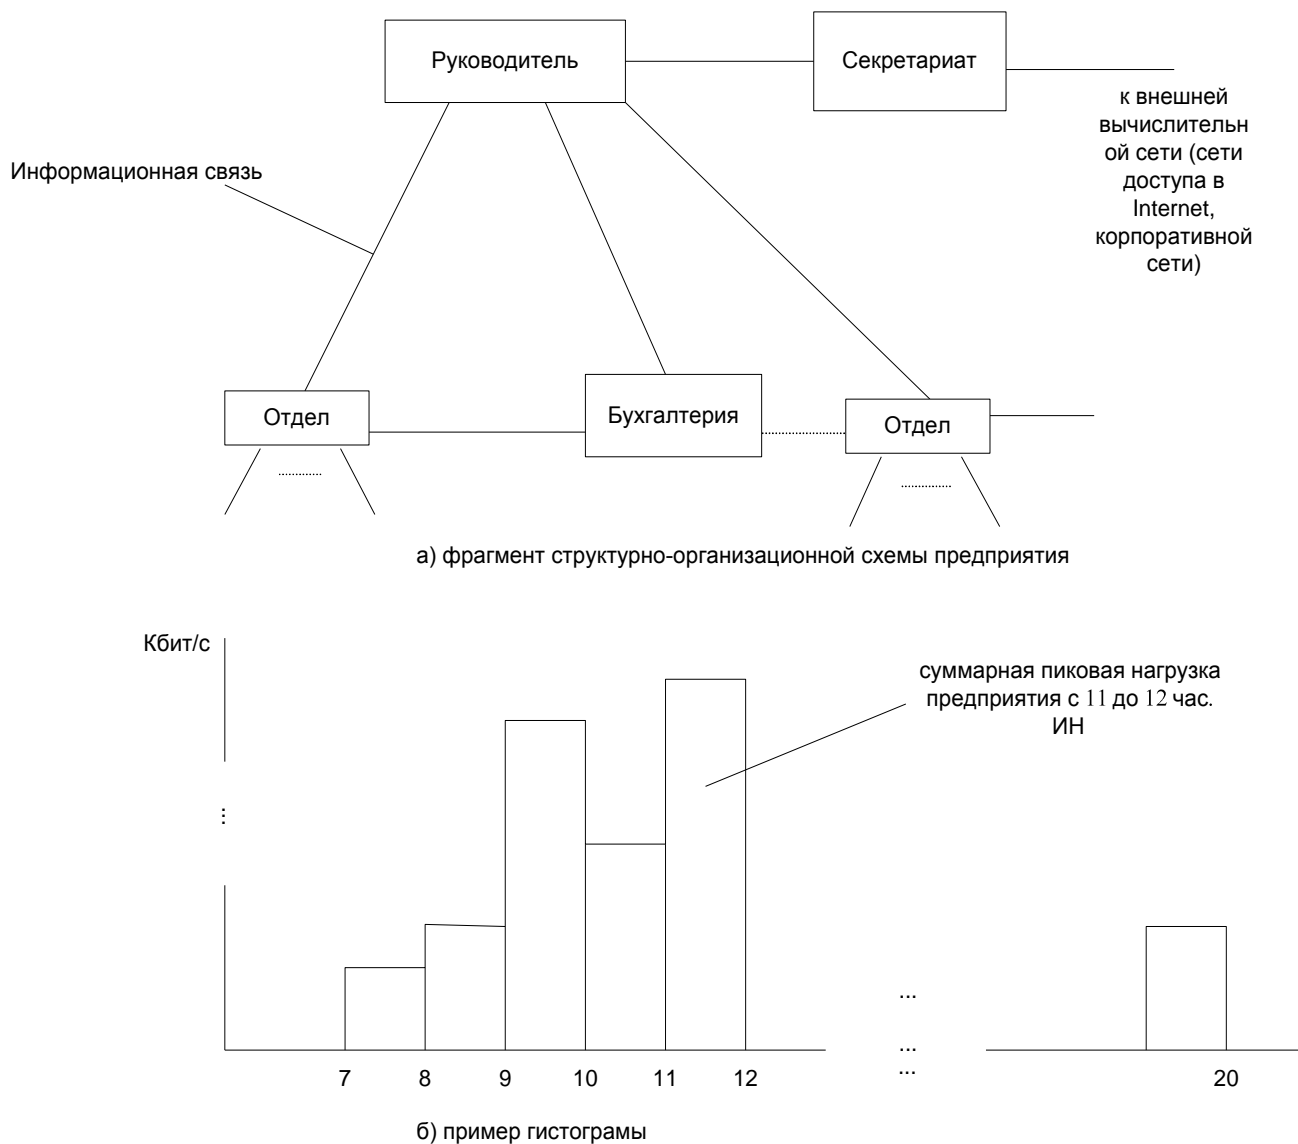 Руководитель
Секретариат
к внешней
вычислительн
ой сети (сети
доступа в
Internet,
корпоративной
сети)
Информационная связь
Отдел
Бухгалтерия
Отдел
а) фрагмент структурно-организационной схемы предприятия
Кбит/с
суммарная пиковая нагрузка
предприятия с 11 до 12 час.
ИН
...
...
...
...
7 8 9 10 11 12 20
б) пример гистограмы